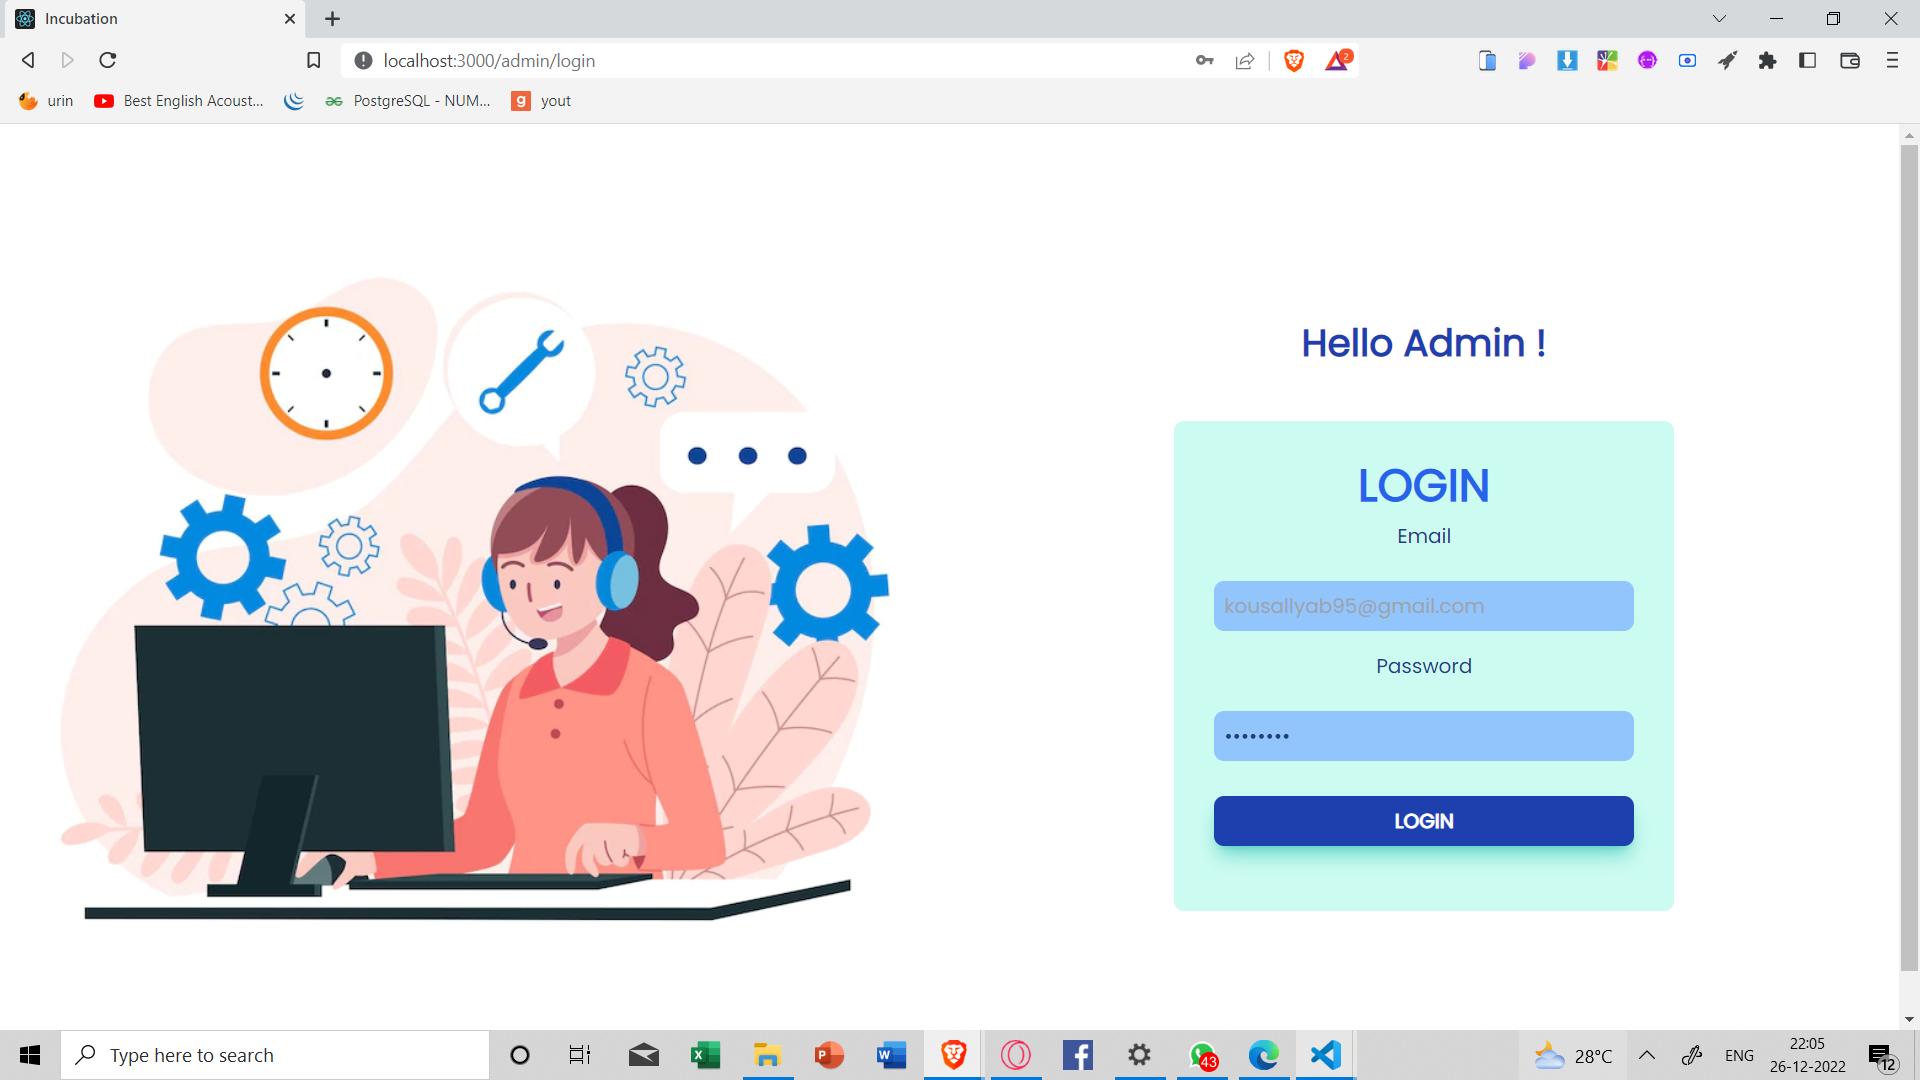 Incubation
localhost:3000/admin/login
2
urin
Best English Acoust...
PostgreSQL - NUM...
g
yout
Hello Admin !
LOGIN
Email
kousallyab95@gmail.com
Password
••••••••
LOGIN
Type here to search
43
28°C
ENG
22:05
26-12-2022
12